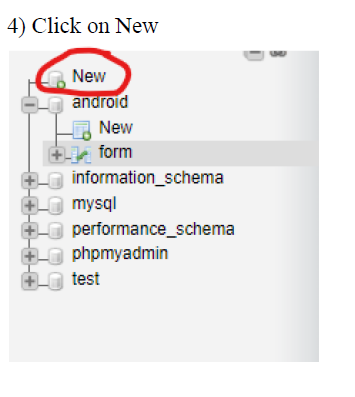 4) Click on New
New
android
New
form
information_schema
mysql
performance_schema
phpmyadmin
test